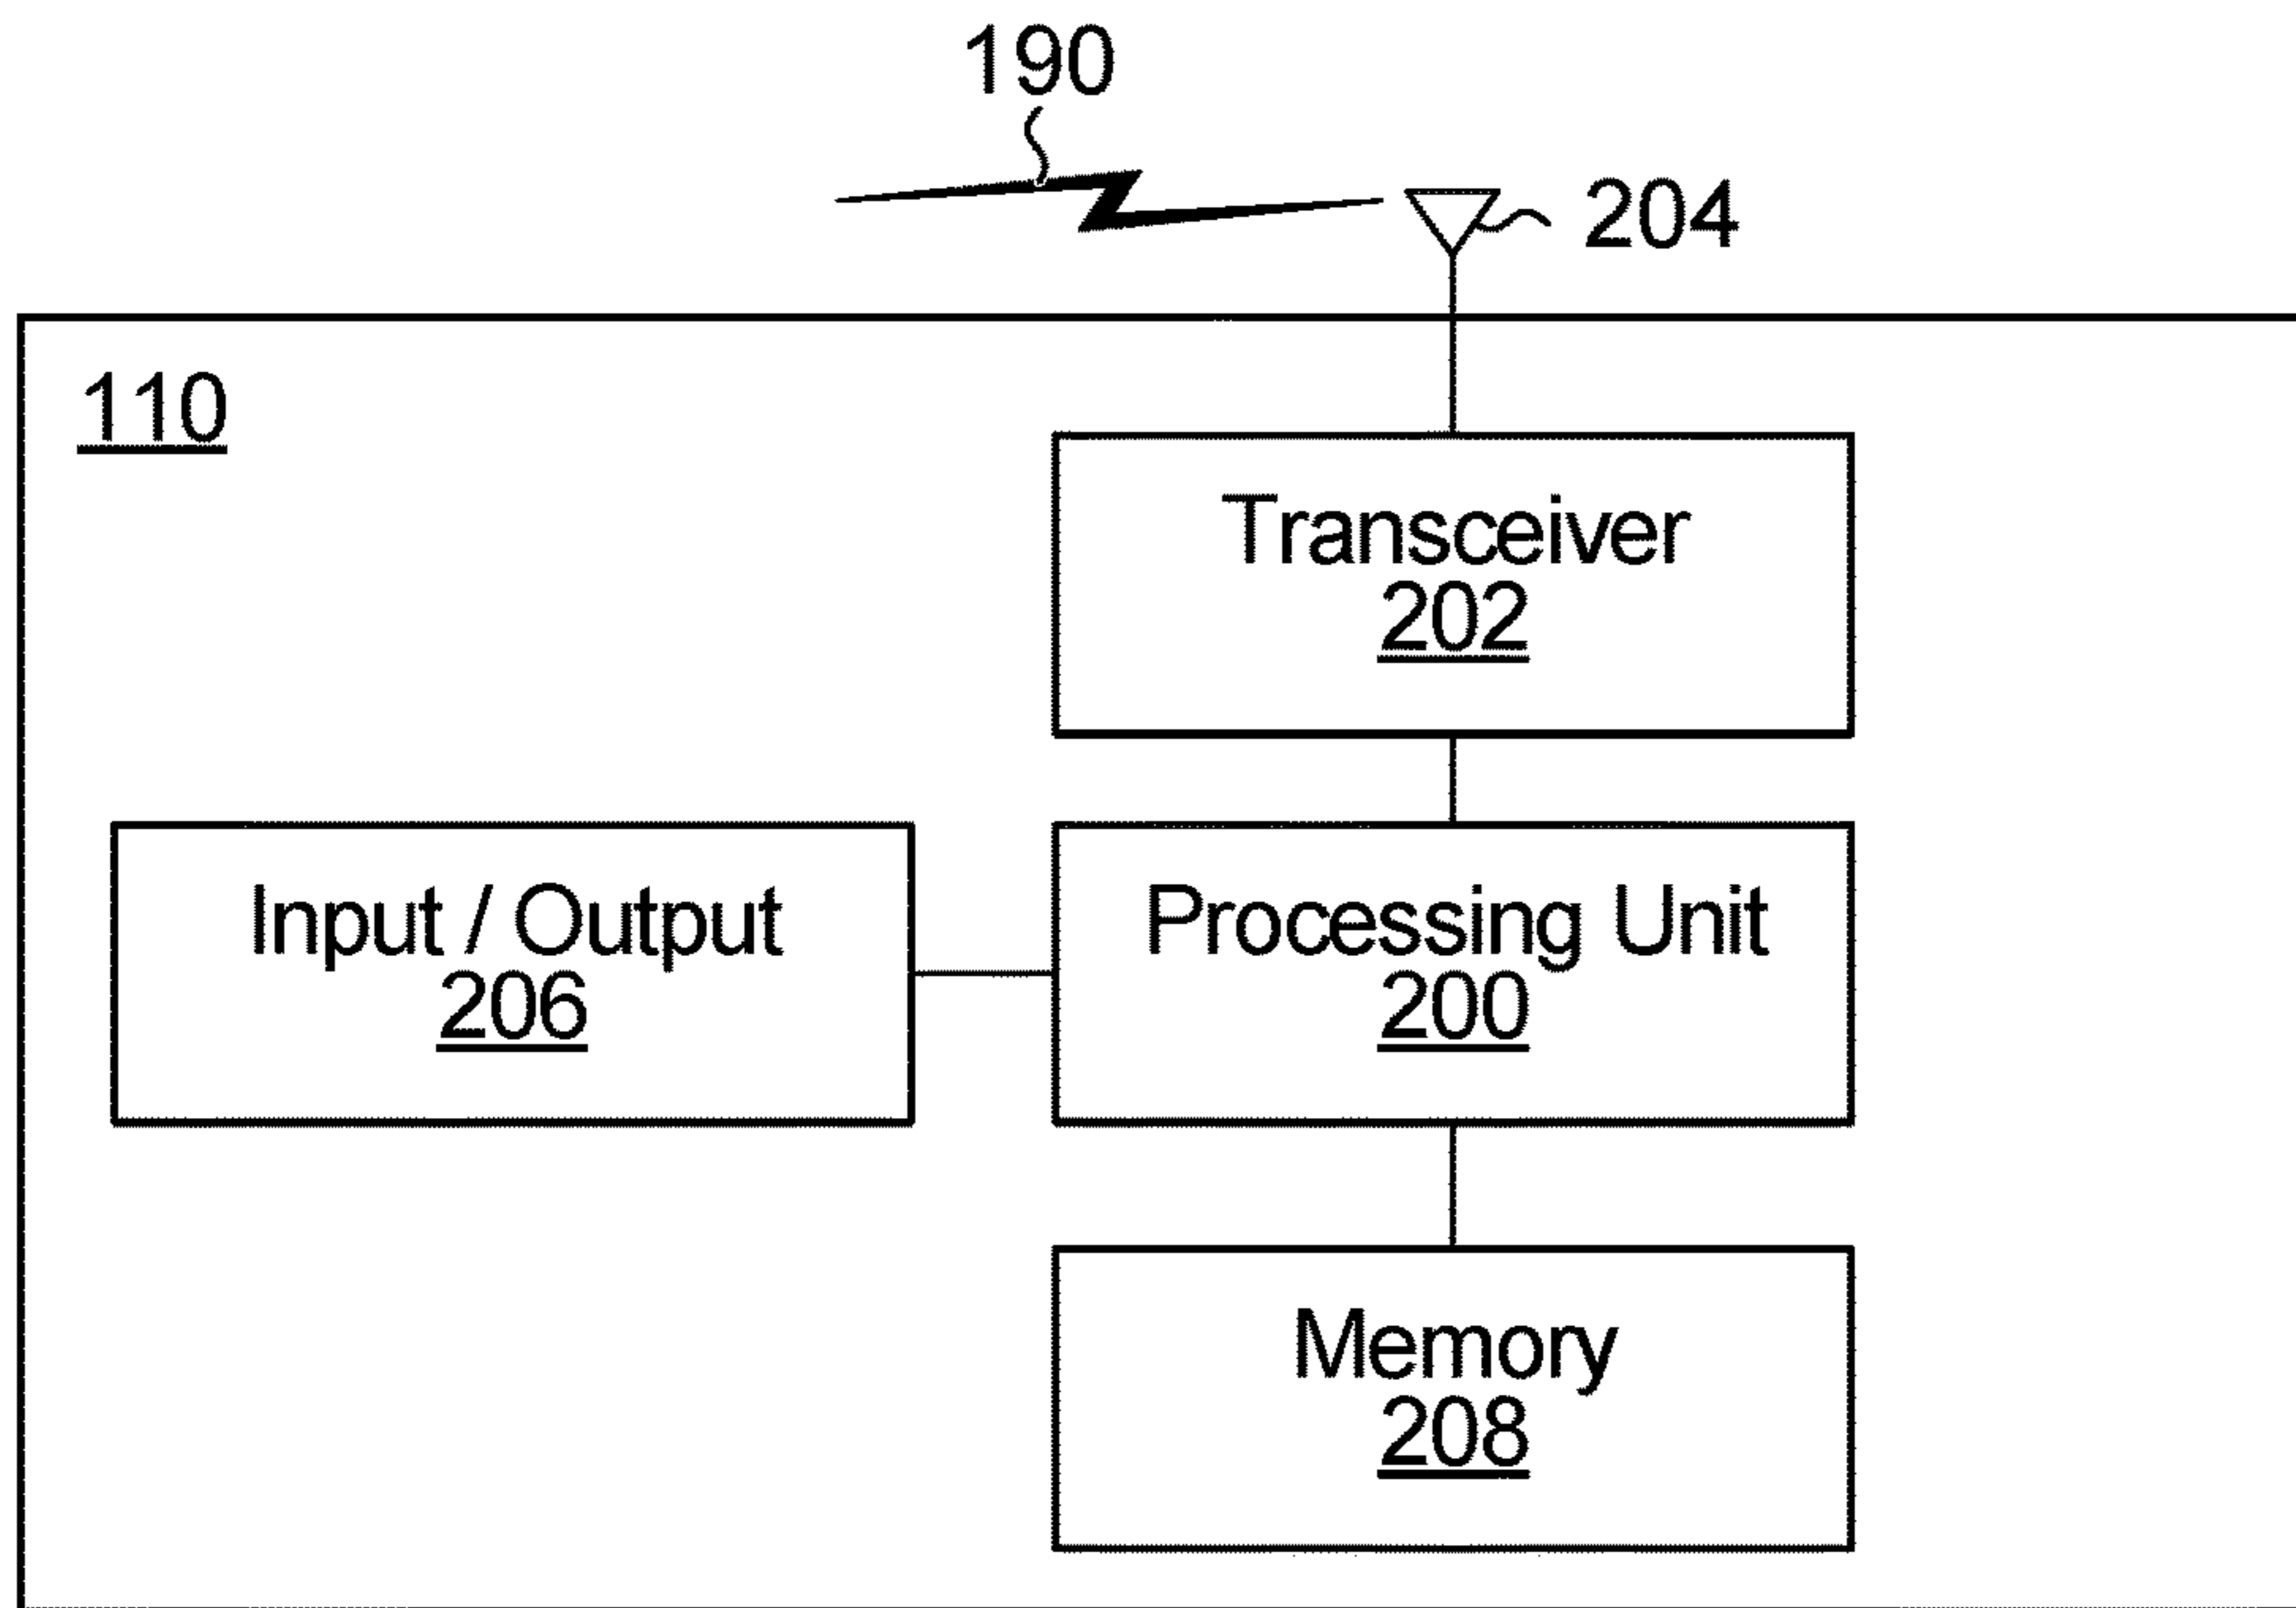 190
204
110
Transceiver
202
Input / Output
206
Processing Unit
200
Memory
208